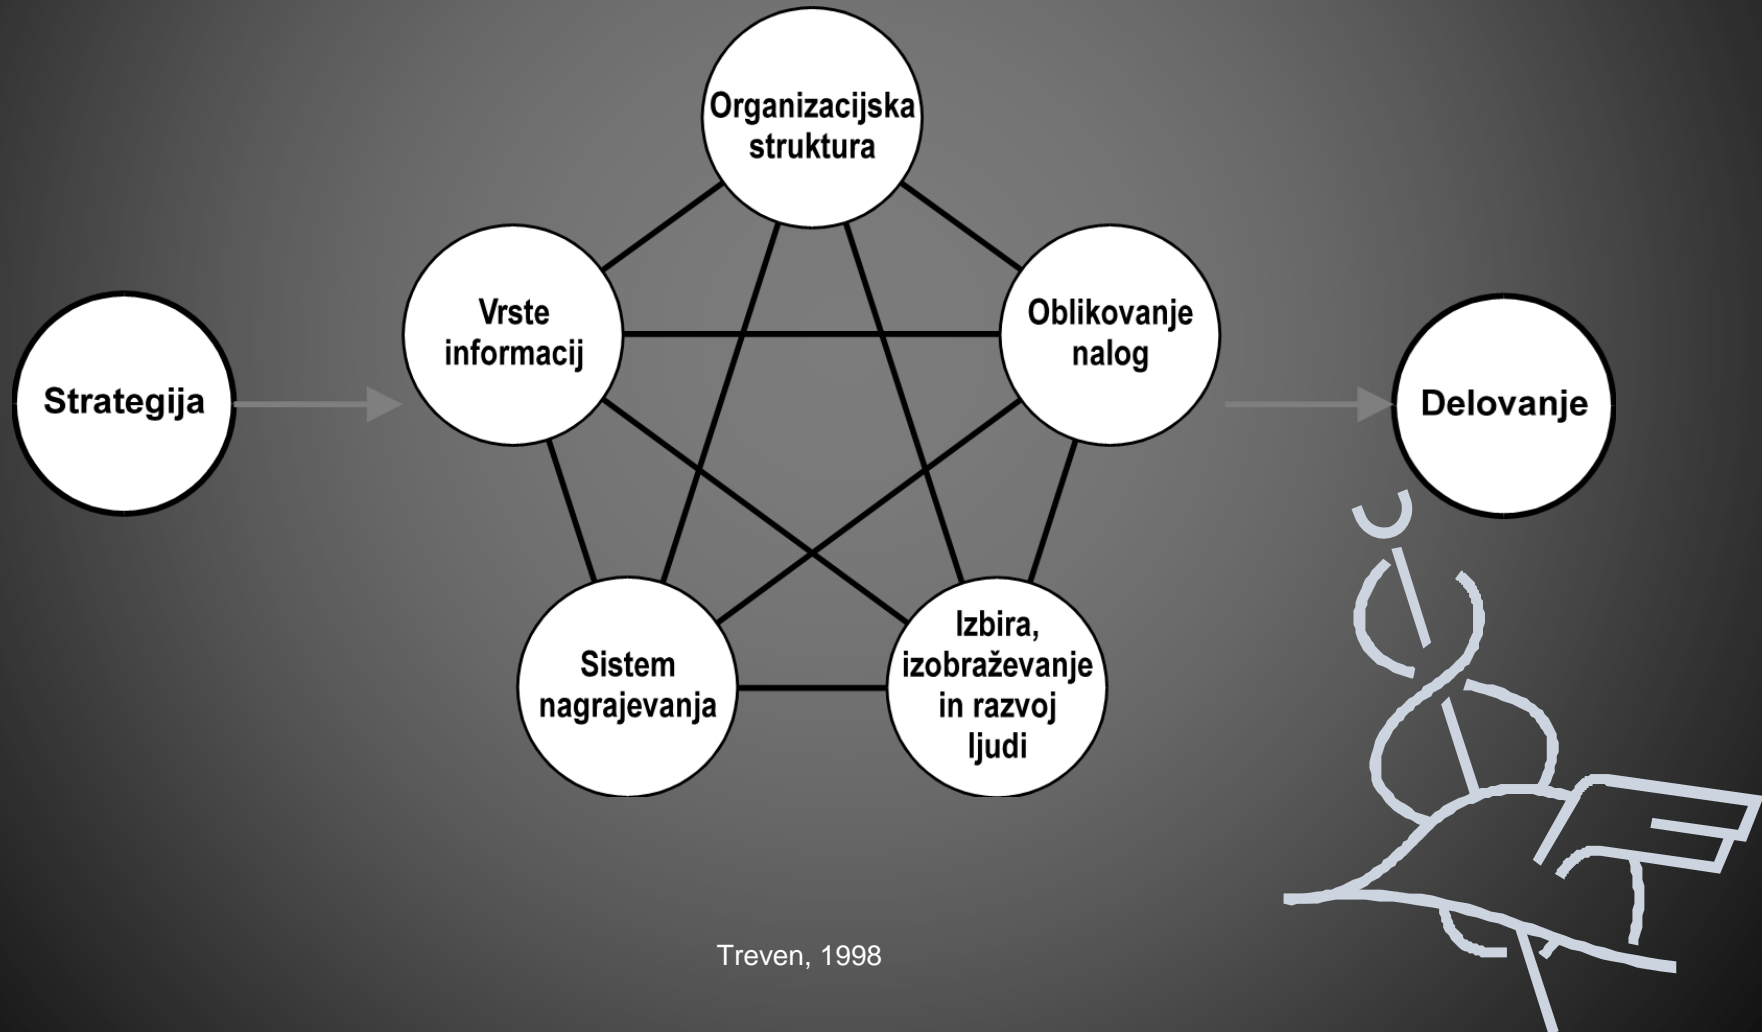 Organizacijska
struktura
Vrste
informacij
Oblikovanje
nalog
Strategija
Delovanje
Sistem
nagrajevanja
Izbira,
izobraževanje
in razvoj
ljudi
Treven, 1998